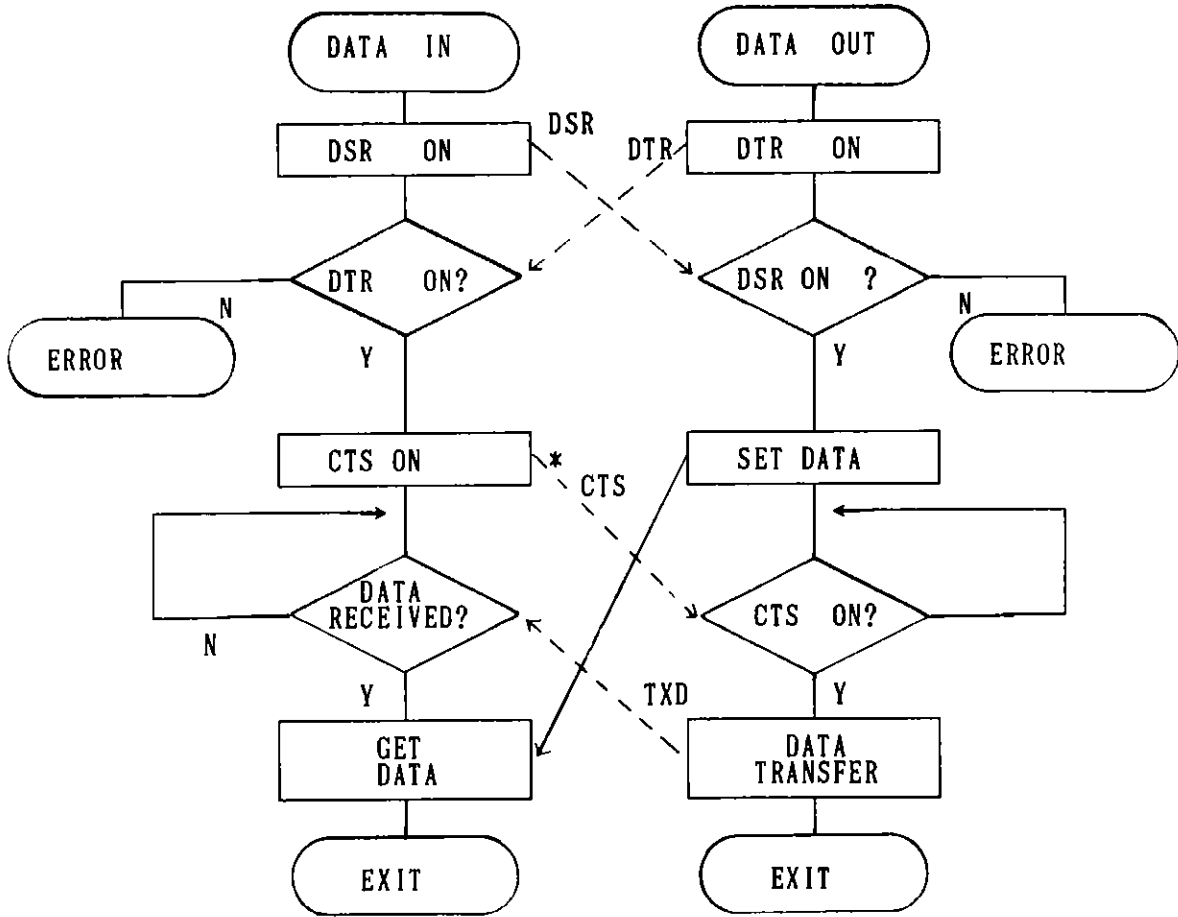 DATA IN
DATA OUT
DSR
DSR ON
DTR
DTR ON
DTR ON?
DSR ON ?
N
N
ERROR
Y
Y
ERROR
CTS ON
*
CTS
SET DATA
DATA
RECEIVED?
CTS ON?
N
Y
TXD
Y
GET
DATA
DATA
TRANSFER
EXIT
EXIT